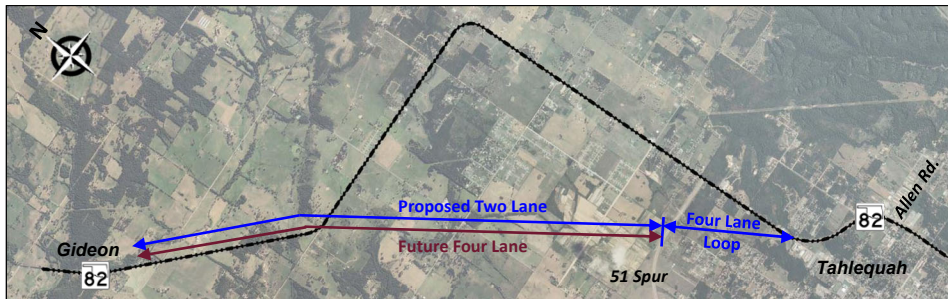 N
Allen Rd.
82
Proposed Two Lane
Four Lane
Loop
Gideon
Future Four Lane
82
51 Spur
Tahlequah